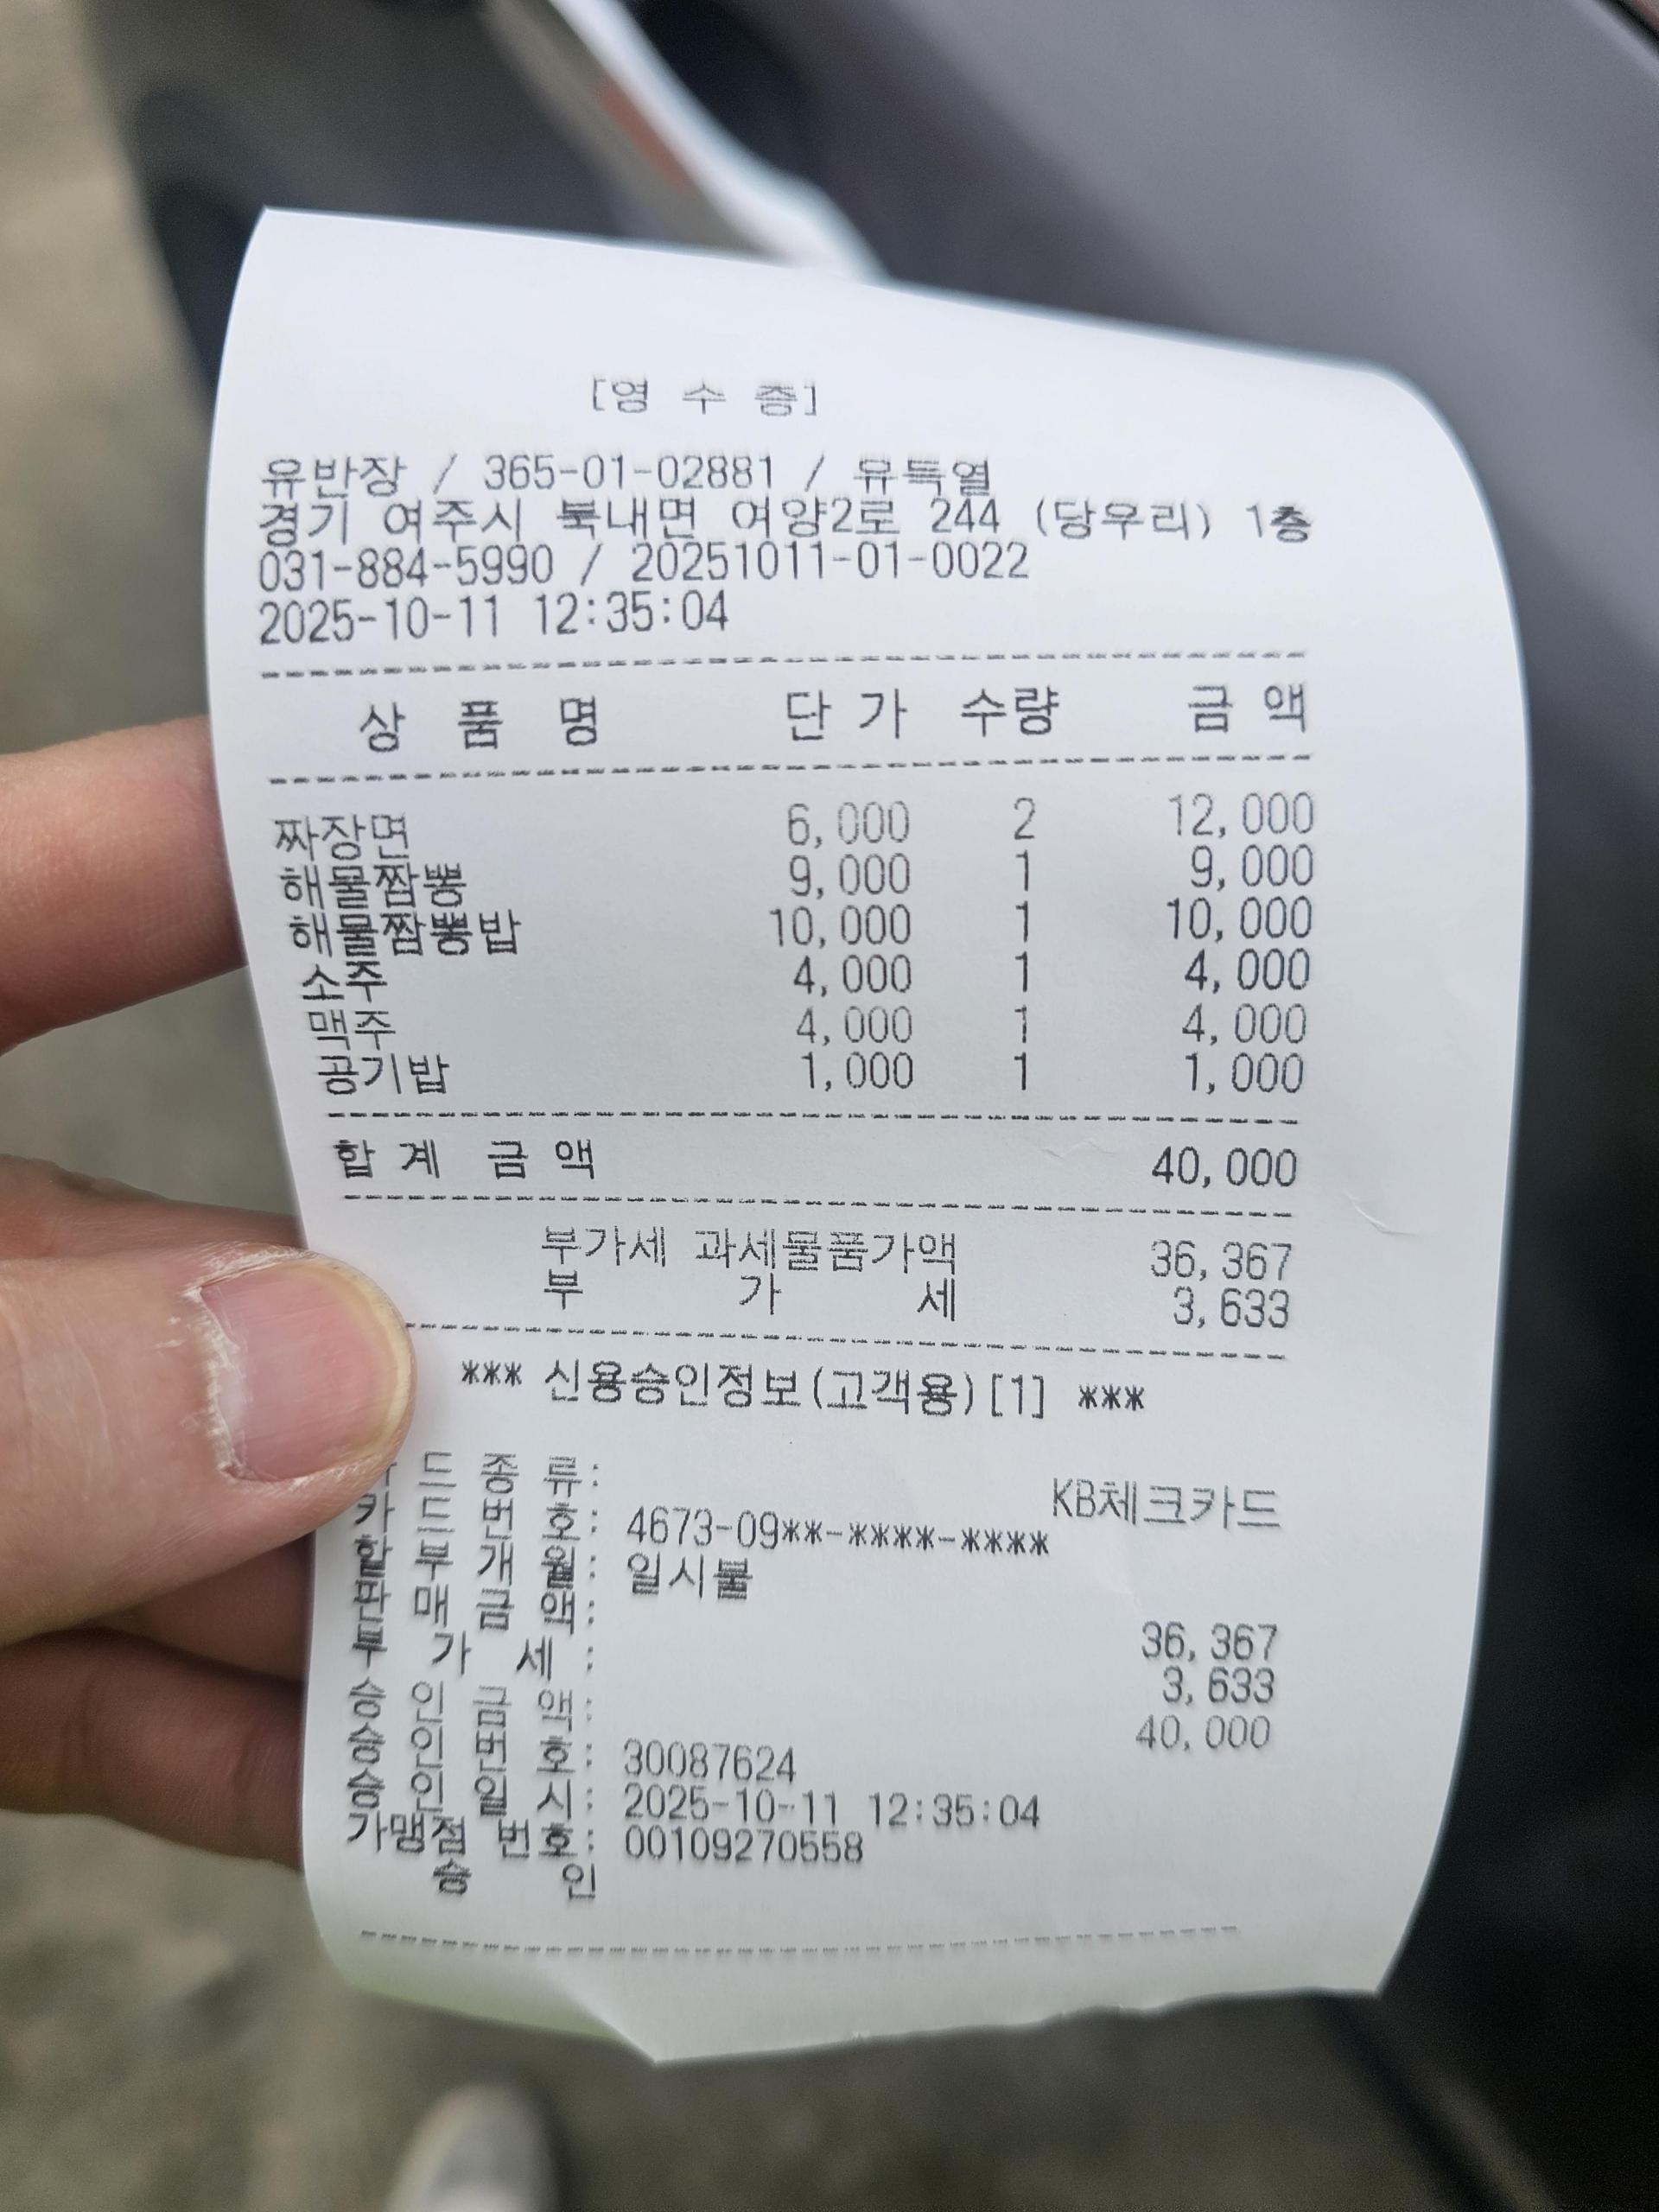 [영 수 증]
유반장 / 365-01-02881 / 유득열
경기 여주시 북내면 여양2로 244 (당우리) 1층
031-884-5990 / 20251011-01-0022
2025-10-11 12:35:04
상 품 명 단 가 수량 금 액
짜장면 6,000 2 12,000
해물짬뽕 9,000 1 9,000
해물짬뽕밥 10,000 1 10,000
소주 4,000 1 4,000
맥주 4,000 1 4,000
공기밥 1,000 1 1,000
합 계 금 액 40,000
부가세 과세물품가액 36,367
부 가 세 3,633
*** 신용승인정보(고객용)[1] ***
드 종 류: KB체크카드
카 드 번 호: 4673-09**-****-****
할 부 개 월: 일시불
판 매 금 액: 36,367
부 가 세 : 3,633
승 인 금 액: 40,000
승 인 번 호: 30087624
승 인 일 시: 2025-10-11 12:35:04
가맹점 번호: 00109270558
승 인